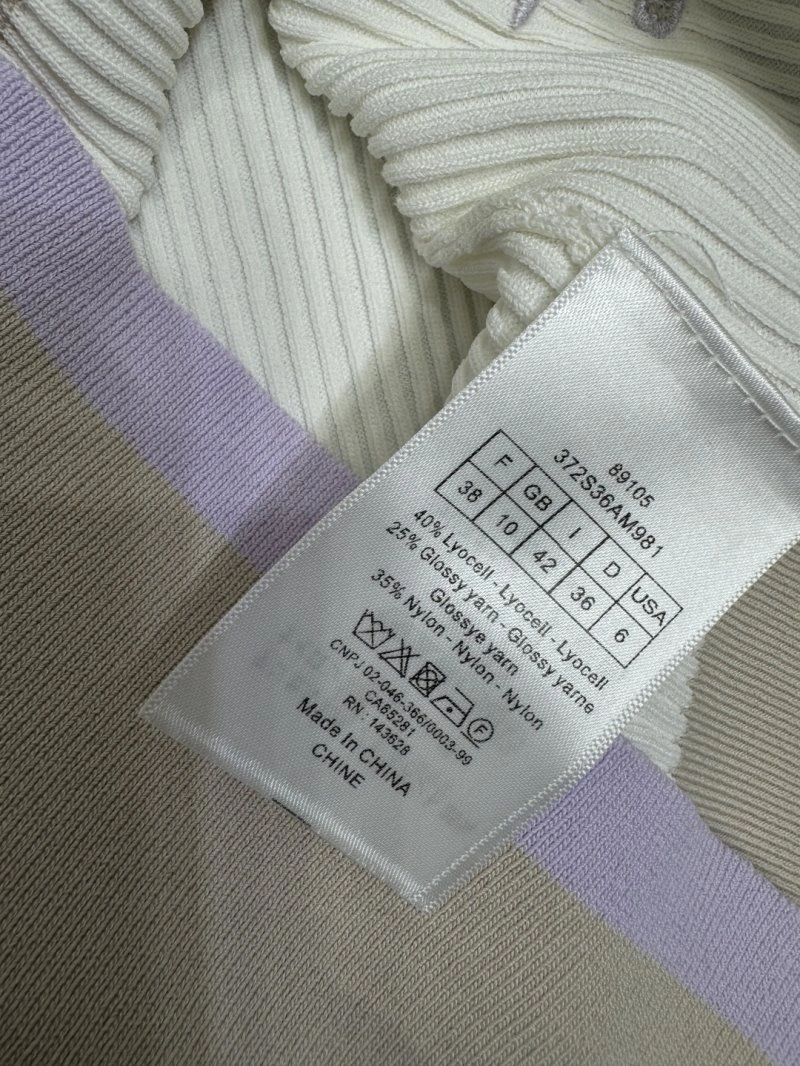 89105
372S36AM981
F GB I D USA
38 10 42 36 6
40% Lyocell - Lyocell - Lyocell
25% Glossy yarn - Glossy yarne
Glossye yarn
35% Nylon - Nylon - Nylon
F
CNPJ 02-046-366/0003-99
CA65281
RN : 143628
Made In CHINA
CHINE